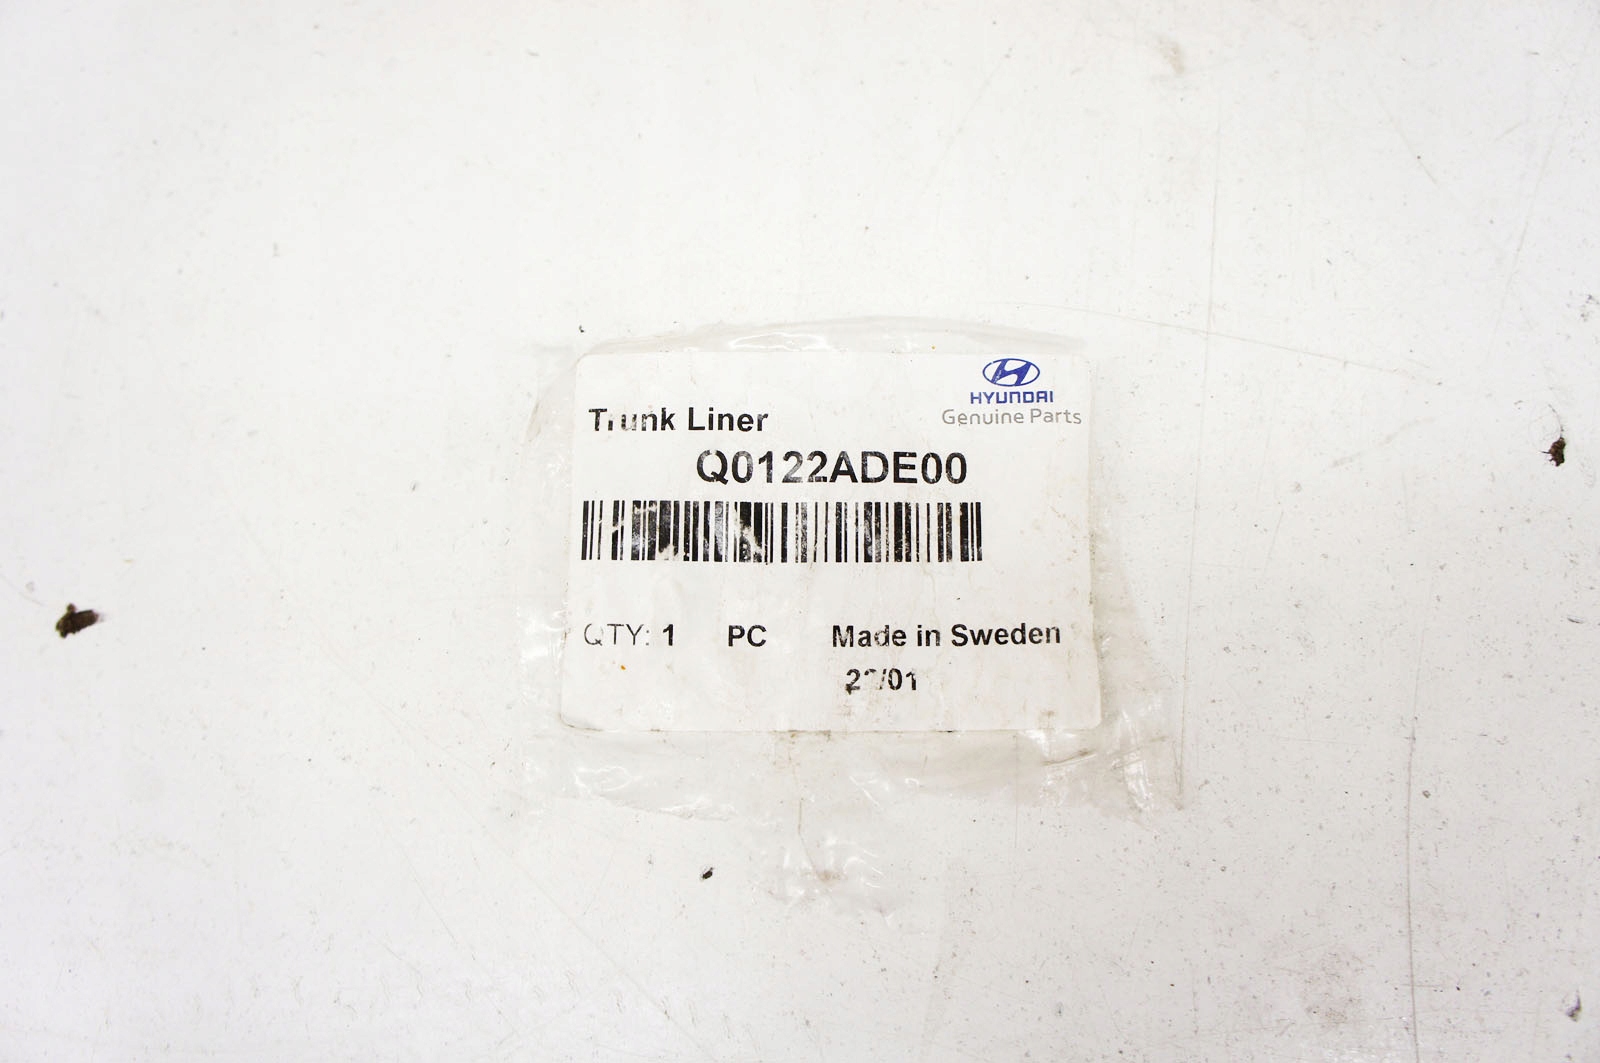 HYUNDAI
Genuine Parts
Trunk Liner
Q0122ADE00
QTY: 1 PC Made in Sweden